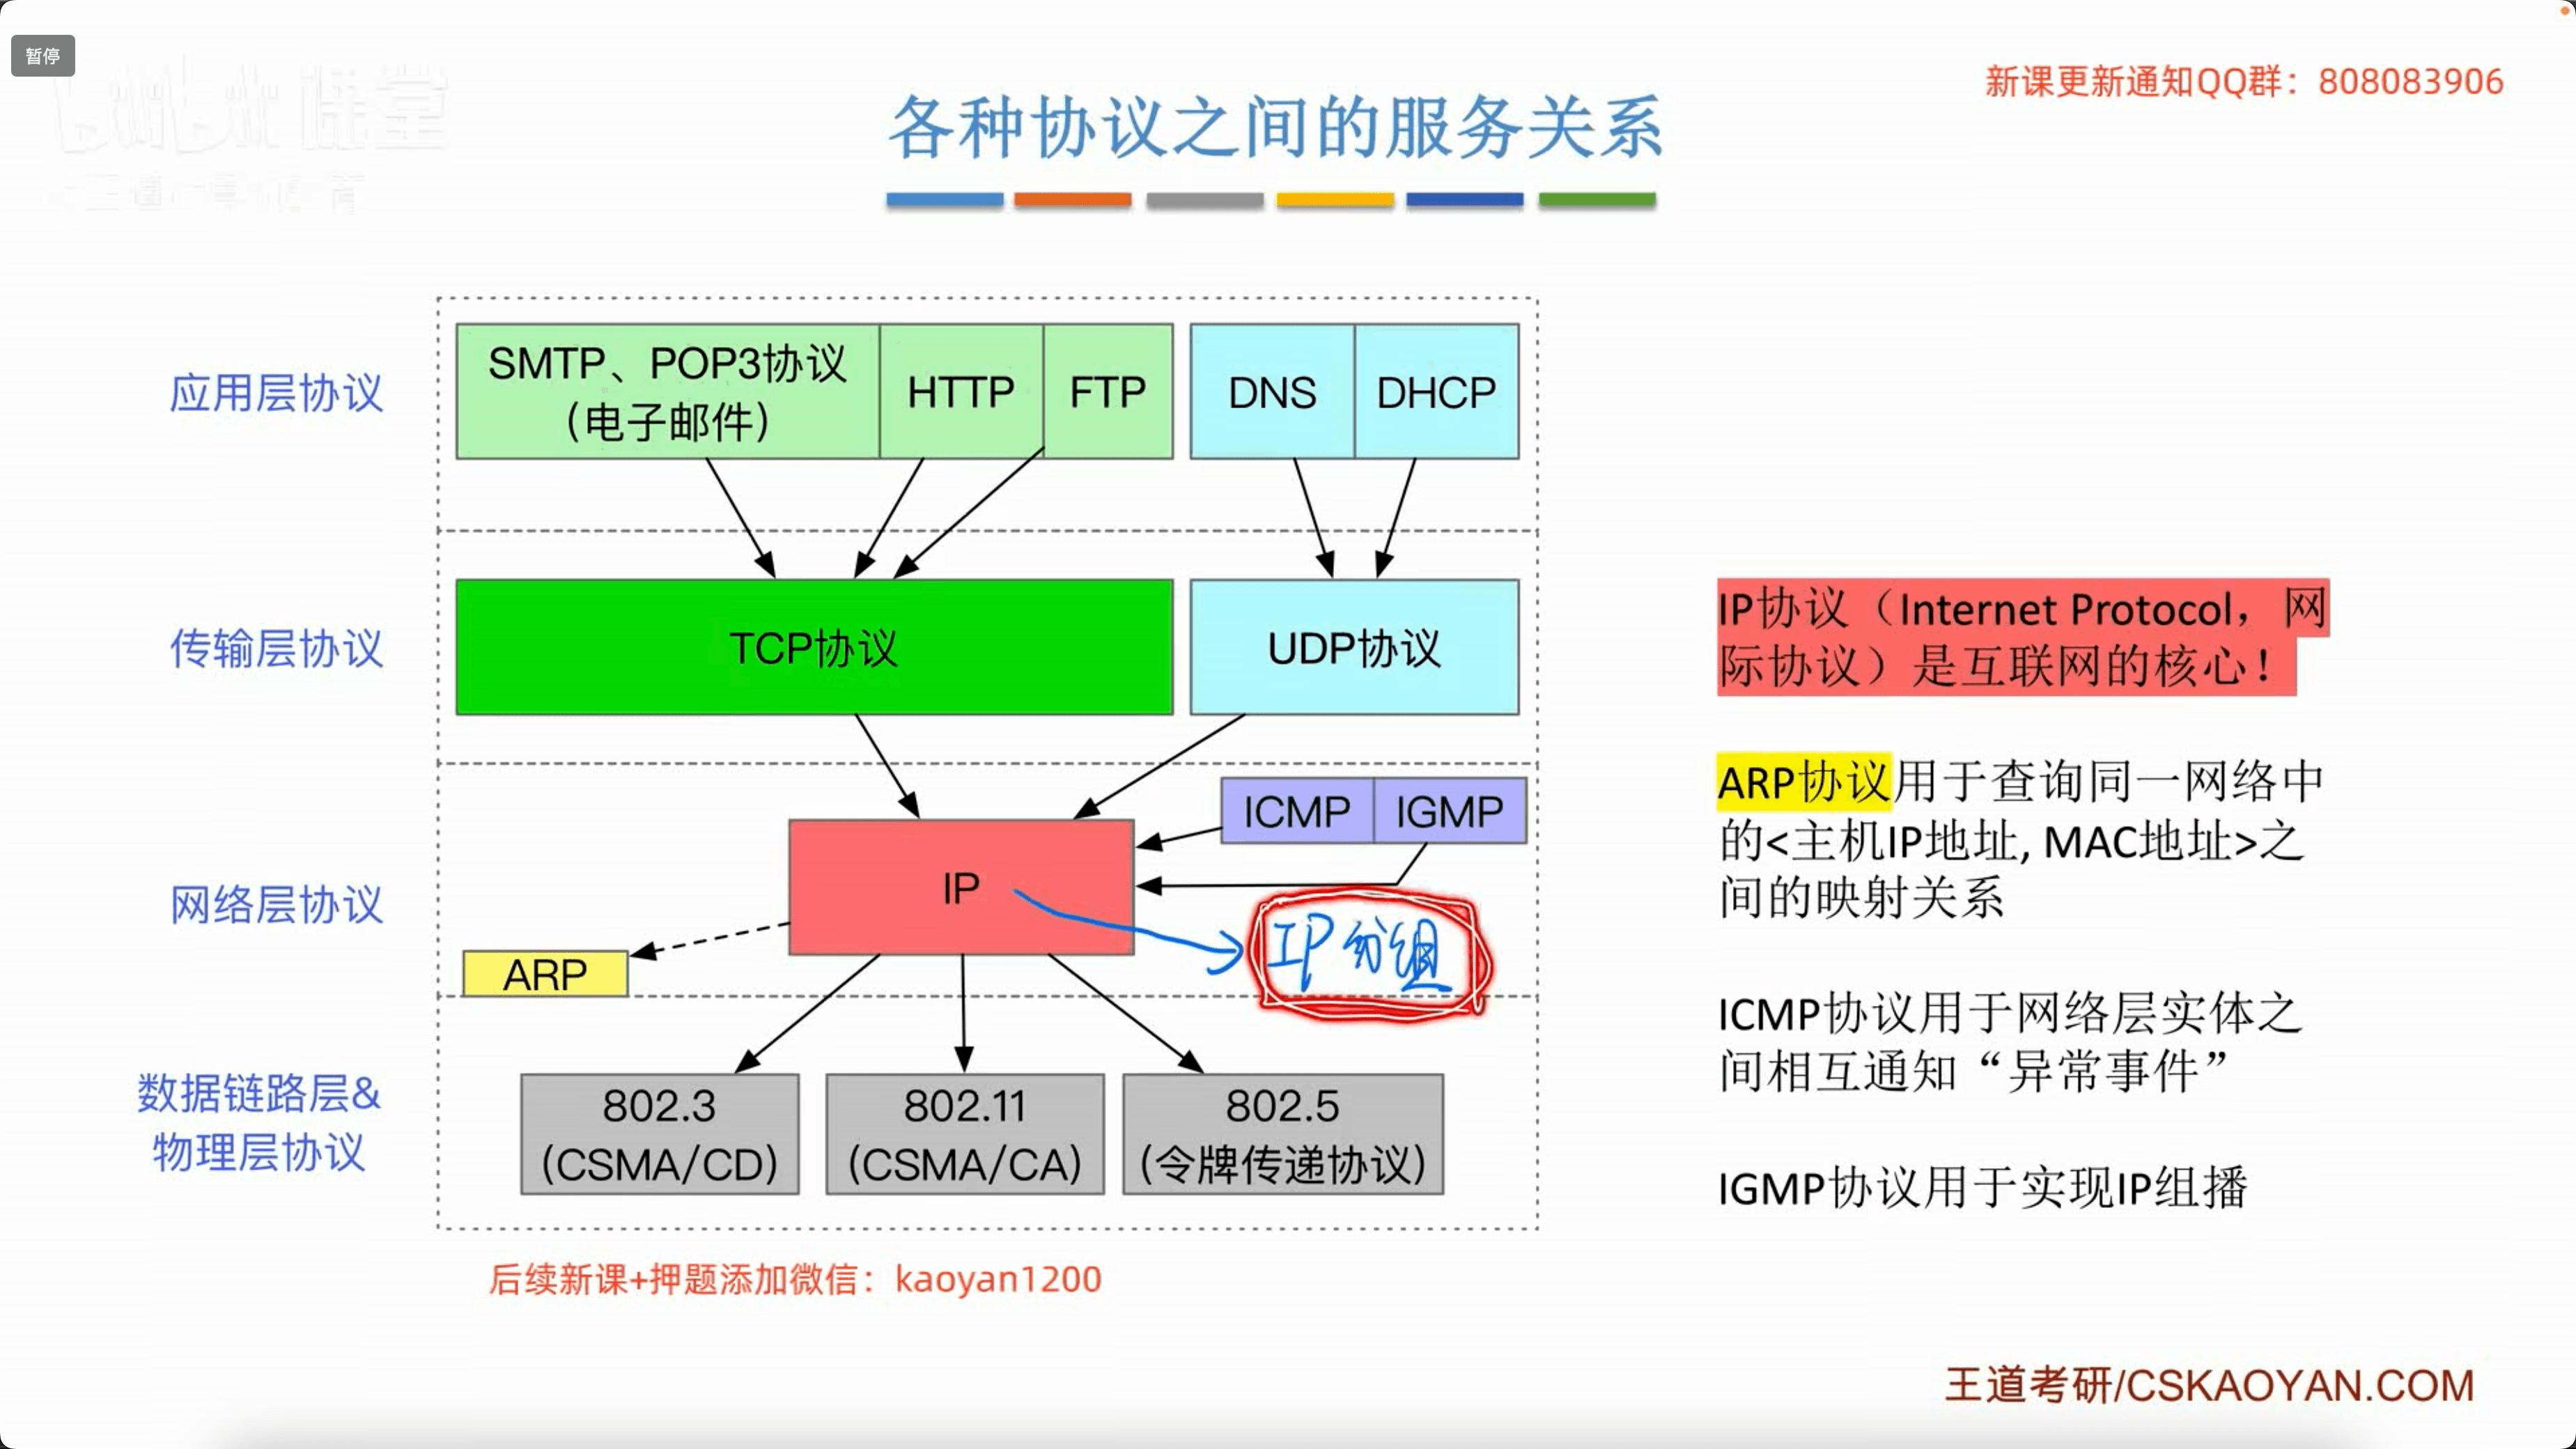 暂停
新课更新通知QQ群：808083906
各种协议之间的服务关系
应用层协议
SMTP、POP3协议
（电子邮件）
HTTP
FTP
DNS
DHCP
传输层协议
TCP协议
UDP协议
网络层协议
ICMP
IGMP
IP
IP分组
ARP
数据链路层&
物理层协议
802.3
(CSMA/CD)
802.11
(CSMA/CA)
802.5
(令牌传递协议)
IP协议（Internet Protocol，网
际协议）是互联网的核心！
ARP协议用于查询同一网络中
的<主机IP地址, MAC地址>之
间的映射关系
ICMP协议用于网络层实体之
间相互通知“异常事件”
IGMP协议用于实现IP组播
后续新课+押题添加微信：kaoyan1200
王道考研/CSKAOYAN.COM